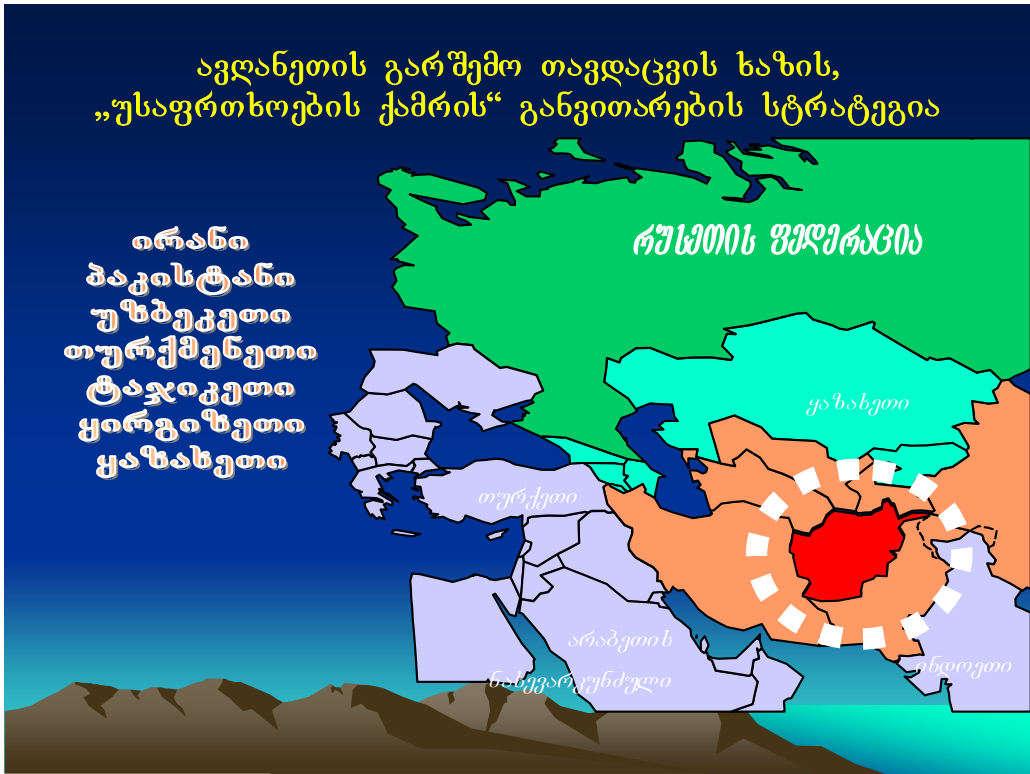 ავღანეთის გარშემო თავდაცვის ხაზის,
„უსაფრთხოების ქამრის“ განვითარების სტრატეგია
ირანი
პაკისტანი
უზბეკეთი
თურქმენეთი
ტაჯიკეთი
ყირგიზეთი
ყაზახეთი
რუსეთის ფედერაცია
ყაზახეთი
თურქეთი
არაბეთის
ნახევარკუნძული
ინდოეთი